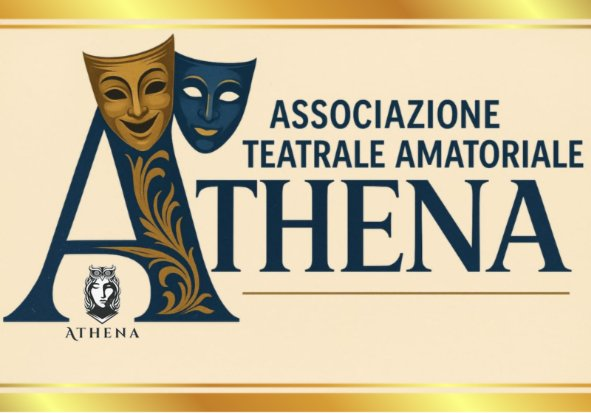 ASSOCIAZIONE
TEATRALE AMATORIALE
ATHENA
ATHENA